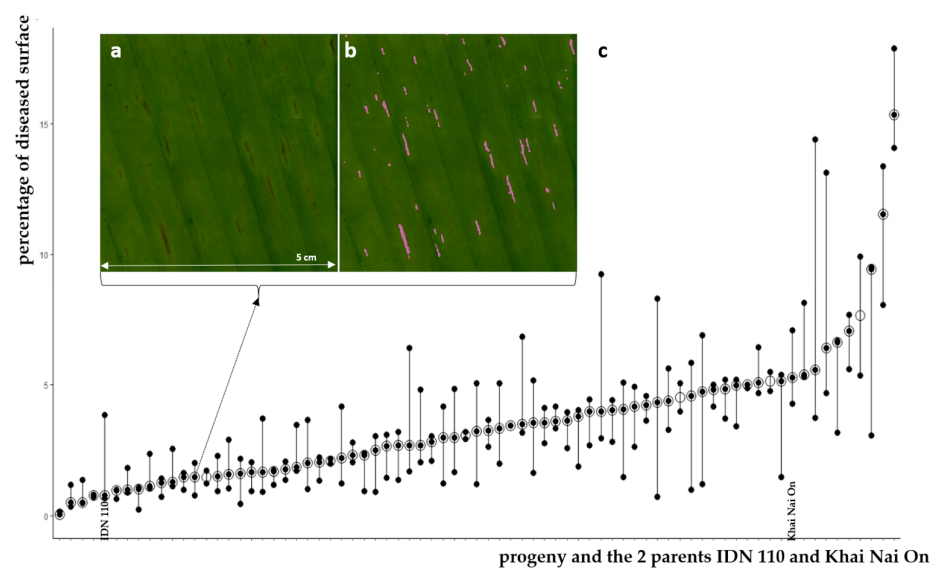 percentage of diseased surface
a
b
c
5 cm
15
10
5
0
IDN 110
Khai Nai On
progeny and the 2 parents IDN 110 and Khai Nai On